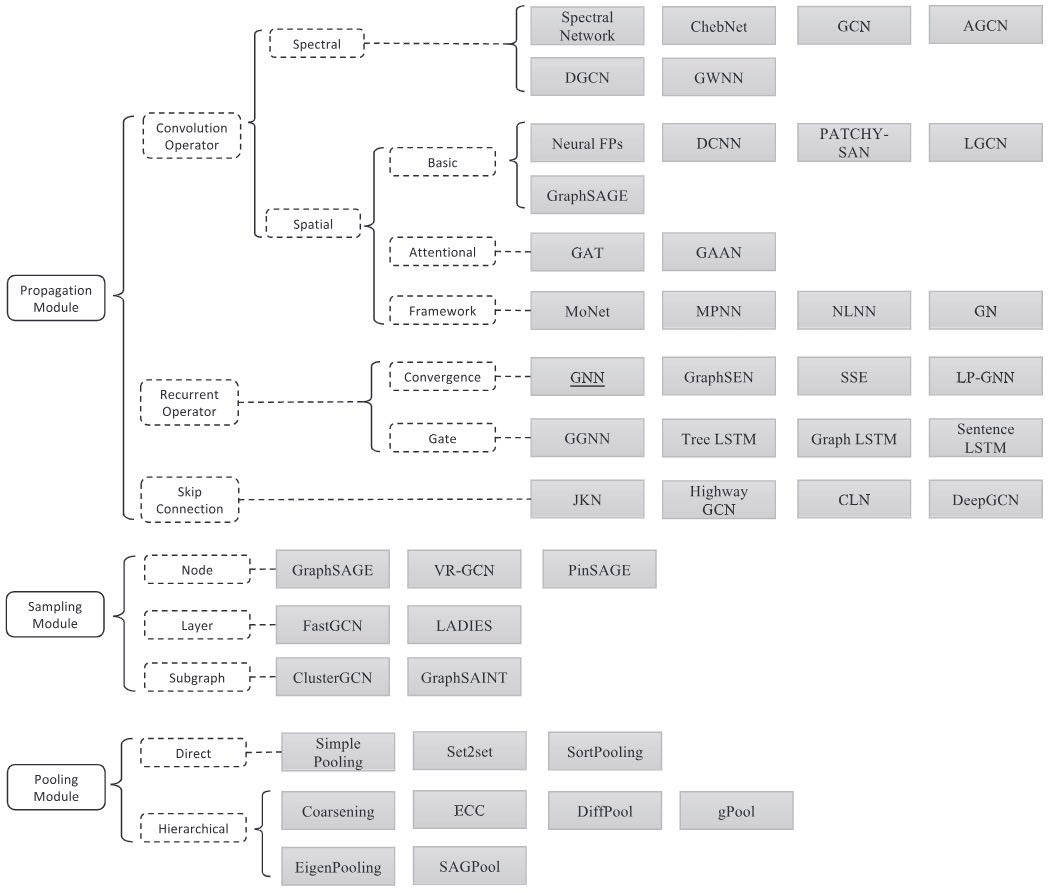 Propagation
Module
Convolution
Operator
Spectral
Spectral
Network
ChebNet
GCN
AGCN
DGCN
GWNN
Spatial
Basic
Neural FPs
DCNN
PATCHY-
SAN
LGCN
GraphSAGE
Attentional
GAT
GAAN
Framework
MoNet
MPNN
NLNN
GN
Recurrent
Operator
Convergence
GNN
GraphSEN
SSE
LP-GNN
Gate
GGNN
Tree LSTM
Graph LSTM
Sentence
LSTM
Skip
Connection
JKN
Highway
GCN
CLN
DeepGCN
Sampling
Module
Node
GraphSAGE
VR-GCN
PinSAGE
Layer
FastGCN
LADIES
Subgraph
ClusterGCN
GraphSAINT
Pooling
Module
Direct
Simple
Pooling
Set2set
SortPooling
Hierarchical
Coarsening
ECC
DiffPool
gPool
EigenPooling
SAGPool